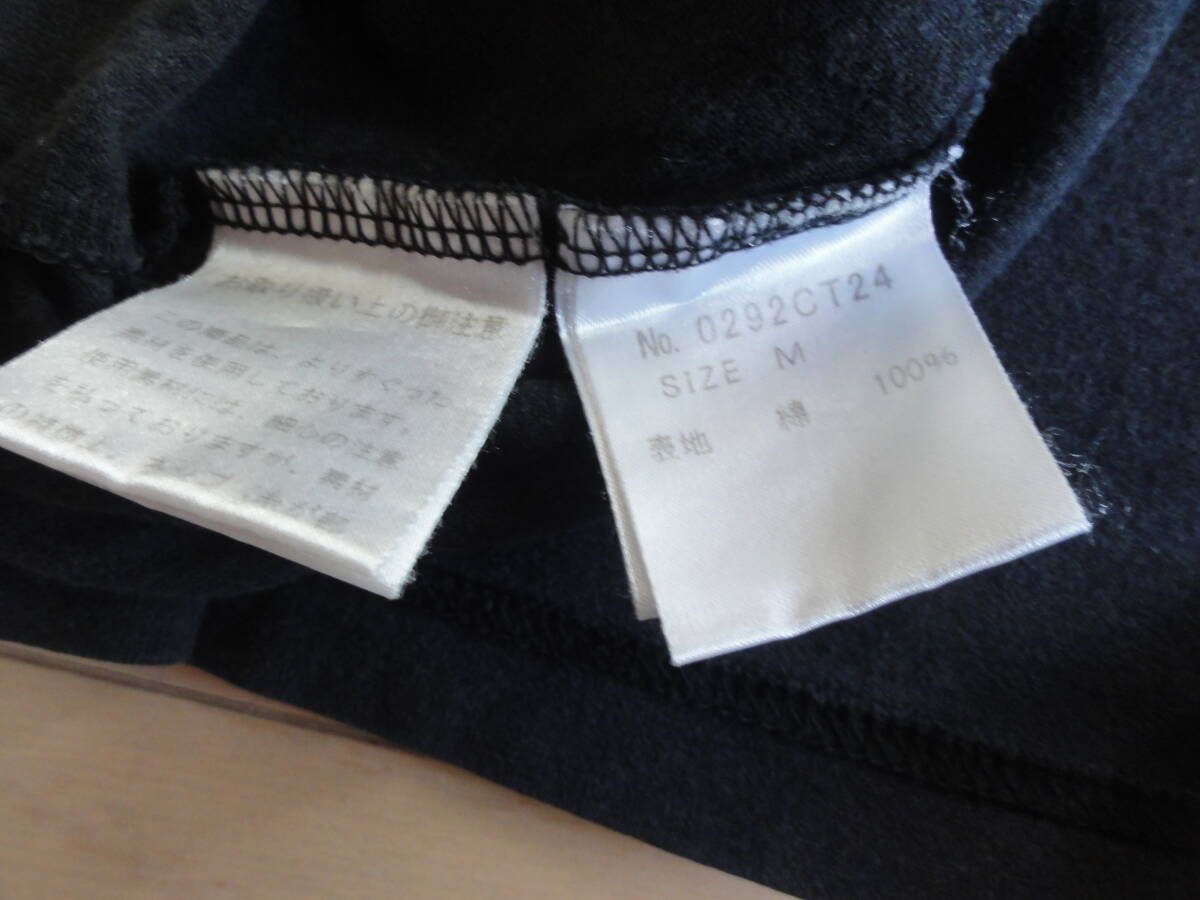 お取り扱い上の御注意
この商品は、よりすぐった
素材を使用しております。
使用素材には、細心の注意
を払っておりますが、素材
No. 0292CT24
SIZE M
表地 綿 100%